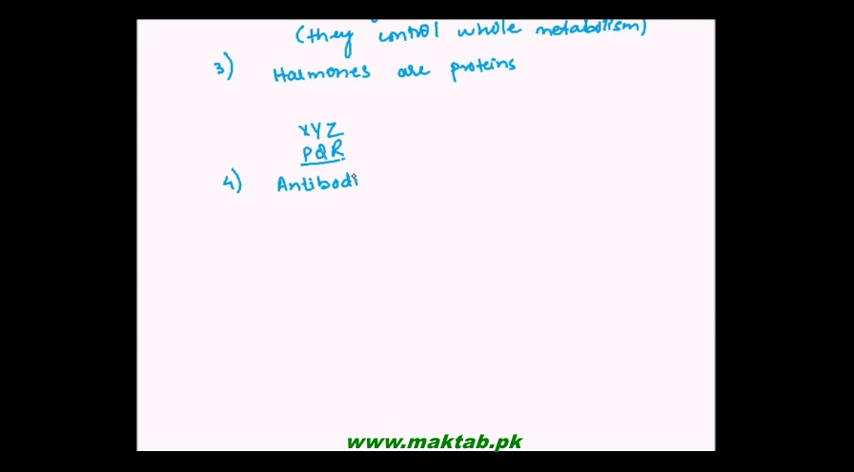 (they control whole metabolism)
3) Harmones are proteins
XYZ
PQR
4) Antibodi
www.maktab.pk